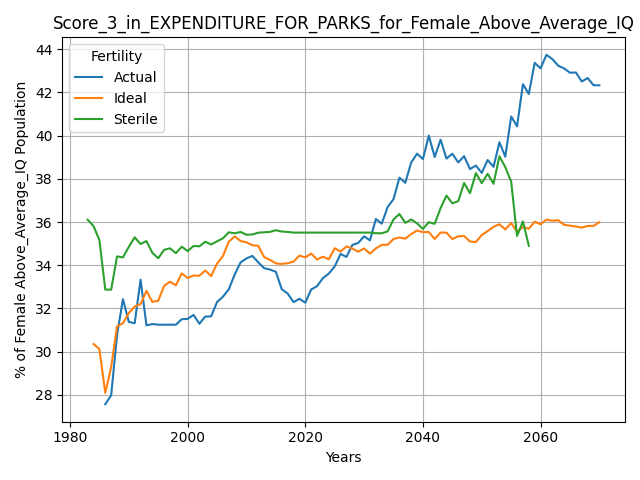 Score_3_in_EXPENDITURE_FOR_PARKS_for_Female_Above_Average_IQ
Fertility
Actual
Ideal
Sterile
% of Female Above_Average_IQ Population
44
42
40
38
36
34
32
30
28
1980
2000
2020
2040
2060
Years